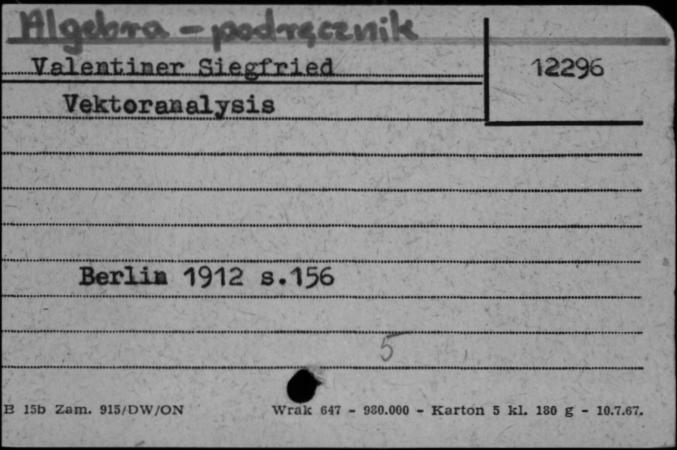 Algebra - podręcznik
Valentiner Siegfried
12296
Vektoranalysis
Berlin 1912 s.156
5
B 15b Zam. 915/DW/ON
Wrak 647 - 980.000 - Karton 5 kl. 180 g - 10.7.67.